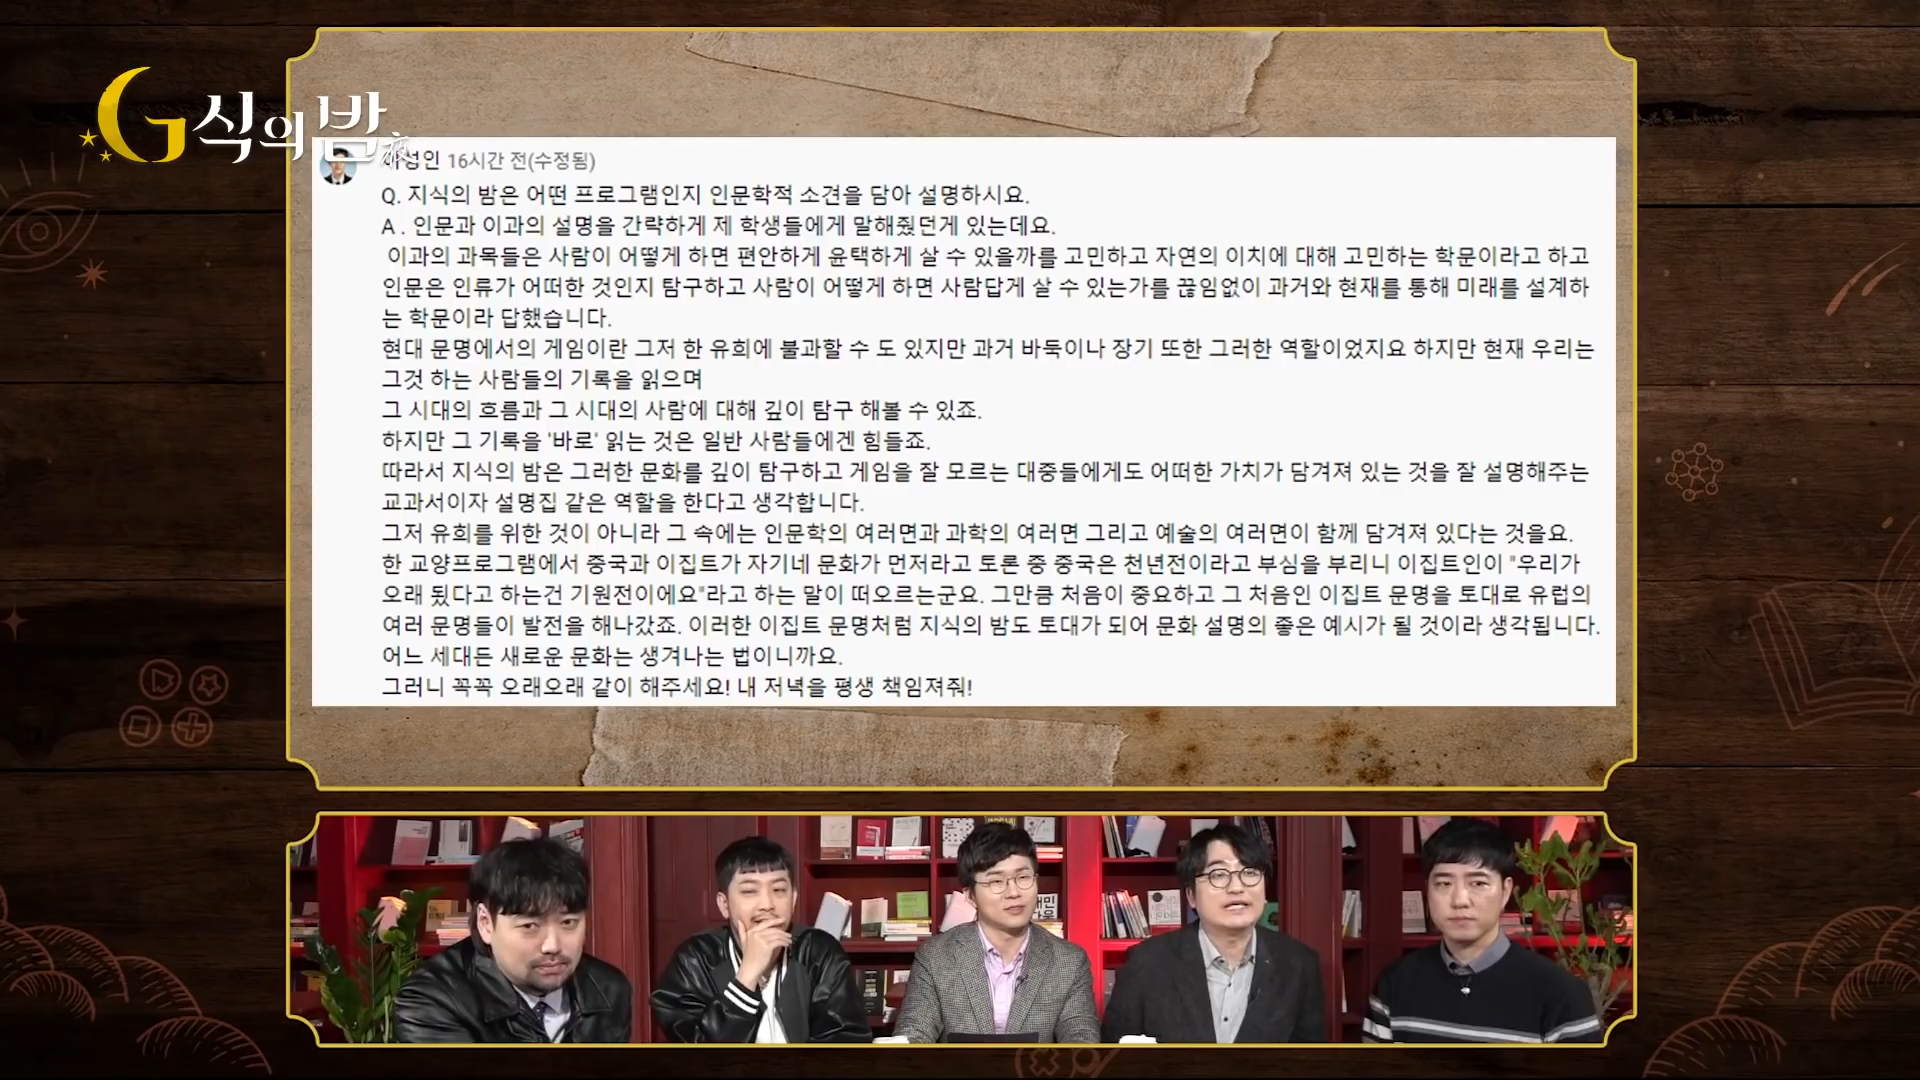 G식의 밤
성인 16시간 전(수정됨)
Q. 지식의 밤은 어떤 프로그램인지 인문학적 소견을 담아 설명하시요.
A . 인문과 이과의 설명을 간략하게 제 학생들에게 말해줬던게 있는데요.
이과의 과목들은 사람이 어떻게 하면 편안하게 윤택하게 살 수 있을까를 고민하고 자연의 이치에 대해 고민하는 학문이라고 하고
인문은 인류가 어떠한 것인지 탐구하고 사람이 어떻게 하면 사람답게 살 수 있는가를 끊임없이 과거와 현재를 통해 미래를 설계하
는 학문이라 답했습니다.
현대 문명에서의 게임이란 그저 한 유희에 불과할 수 도 있지만 과거 바둑이나 장기 또한 그러한 역할이었지요 하지만 현재 우리는
그것 하는 사람들의 기록을 읽으며
그 시대의 흐름과 그 시대의 사람에 대해 깊이 탐구 해볼 수 있죠.
하지만 그 기록을 '바로' 읽는 것은 일반 사람들에겐 힘들죠.
따라서 지식의 밤은 그러한 문화를 깊이 탐구하고 게임을 잘 모르는 대중들에게도 어떠한 가치가 담겨져 있는 것을 잘 설명해주는
교과서이자 설명집 같은 역할을 한다고 생각합니다.
그저 유희를 위한 것이 아니라 그 속에는 인문학의 여러면과 과학의 여러면 그리고 예술의 여러면이 함께 담겨져 있다는 것을요.
한 교양프로그램에서 중국과 이집트가 자기네 문화가 먼저라고 토론 중 중국은 천년전이라고 부심을 부리니 이집트인이 "우리가
오래 됬다고 하는건 기원전이에요"라고 하는 말이 떠오르는군요. 그만큼 처음이 중요하고 그 처음인 이집트 문명을 토대로 유럽의
여러 문명들이 발전을 해나갔죠. 이러한 이집트 문명처럼 지식의 밤도 토대가 되어 문화 설명의 좋은 예시가 될 것이라 생각됩니다.
어느 세대든 새로운 문화는 생겨나는 법이니까요.
그러니 꼭꼭 오래오래 같이 해주세요! 내 저녁을 평생 책임져줘!